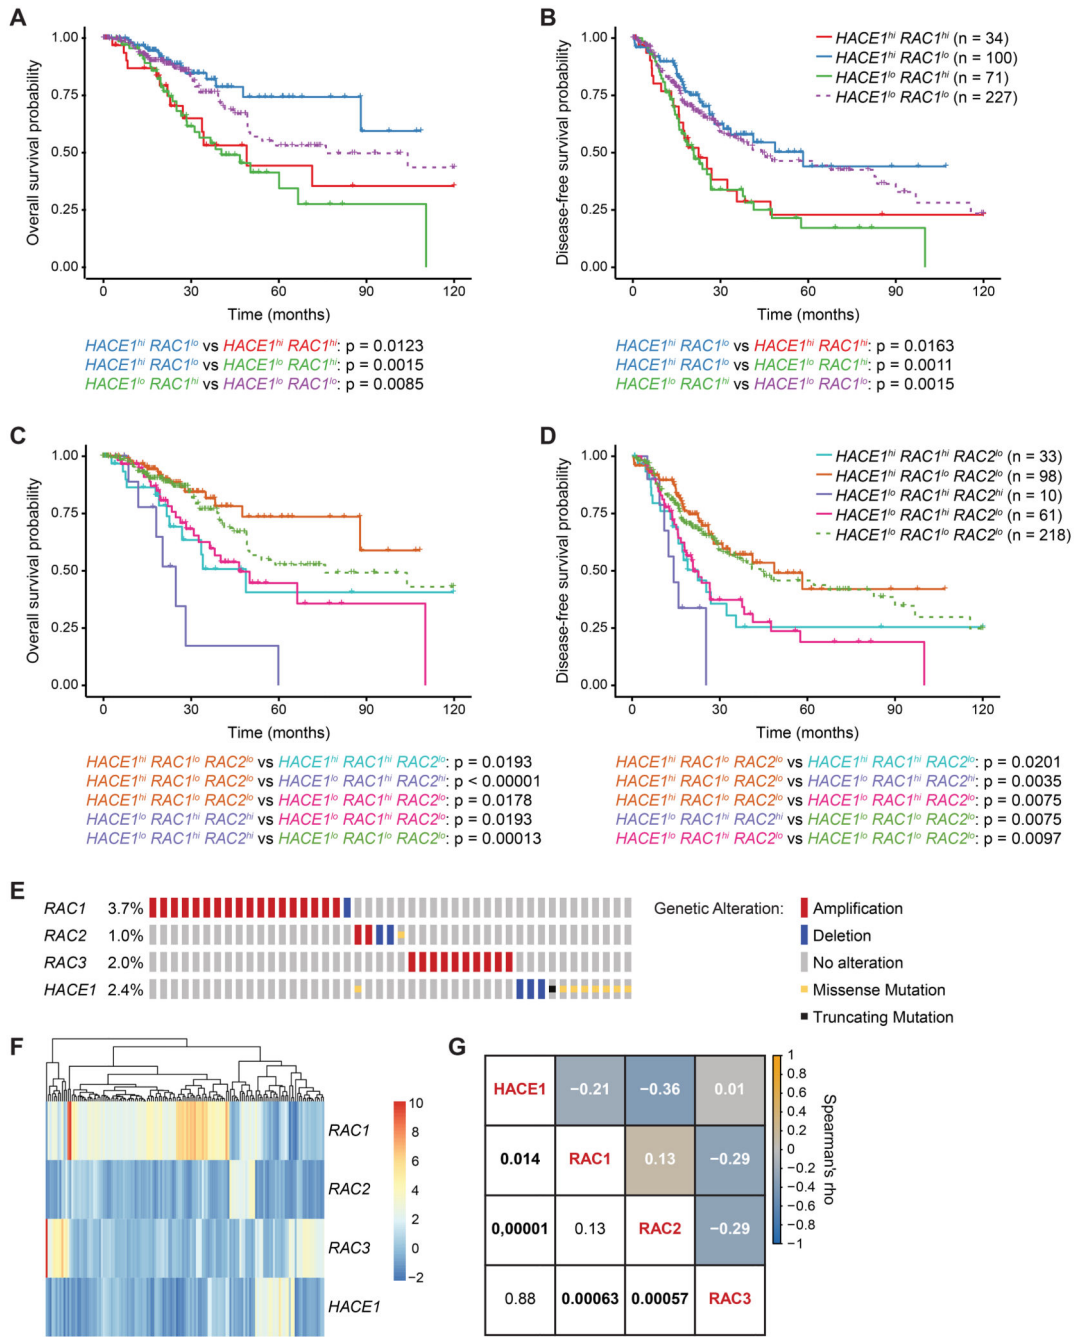 A
1.00
0.75
0.50
0.25
0.00
Overall survival probability
0 30 60 90 120
Time (months)
HACE1hi RAC1lo vs HACE1hi RAC1hi: p = 0.0123
HACE1hi RAC1lo vs HACE1lo RAC1hi: p = 0.0015
HACE1lo RAC1hi vs HACE1lo RAC1lo: p = 0.0085
B
1.00
0.75
0.50
0.25
0.00
Disease-free survival probability
0 30 60 90 120
Time (months)
HACE1hi RAC1hi (n = 34)
HACE1hi RAC1lo (n = 100)
HACE1lo RAC1hi (n = 71)
HACE1lo RAC1lo (n = 227)
HACE1hi RAC1lo vs HACE1hi RAC1hi: p = 0.0163
HACE1hi RAC1lo vs HACE1lo RAC1hi: p = 0.0011
HACE1lo RAC1hi vs HACE1lo RAC1lo: p = 0.0015
C
1.00
0.75
0.50
0.25
0.00
Overall survival probability
0 30 60 90 120
Time (months)
HACE1hi RAC1lo RAC2lo vs HACE1hi RAC1hi RAC2lo: p = 0.0193
HACE1hi RAC1lo RAC2lo vs HACE1lo RAC1hi RAC2hi: p < 0.00001
HACE1hi RAC1lo RAC2lo vs HACE1lo RAC1hi RAC2lo: p = 0.0178
HACE1lo RAC1hi RAC2hi vs HACE1lo RAC1hi RAC2lo: p = 0.0193
HACE1lo RAC1hi RAC2hi vs HACE1lo RAC1lo RAC2lo: p = 0.00013
D
1.00
0.75
0.50
0.25
0.00
Disease-free survival probability
0 30 60 90 120
Time (months)
HACE1hi RAC1hi RAC2lo (n = 33)
HACE1hi RAC1lo RAC2lo (n = 98)
HACE1lo RAC1hi RAC2hi (n = 10)
HACE1lo RAC1hi RAC2lo (n = 61)
HACE1lo RAC1lo RAC2lo (n = 218)
HACE1hi RAC1lo RAC2lo vs HACE1hi RAC1hi RAC2lo: p = 0.0201
HACE1hi RAC1lo RAC2lo vs HACE1lo RAC1hi RAC2hi: p = 0.0035
HACE1hi RAC1lo RAC2lo vs HACE1lo RAC1hi RAC2lo: p = 0.0075
HACE1lo RAC1hi RAC2hi vs HACE1lo RAC1lo RAC2lo: p = 0.0075
HACE1lo RAC1hi RAC2lo vs HACE1lo RAC1lo RAC2lo: p = 0.0097
E
RAC1 3.7%
RAC2 1.0%
RAC3 2.0%
HACE1 2.4%
Genetic Alteration:
Amplification
Deletion
No alteration
Missense Mutation
Truncating Mutation
F
RAC1
RAC2
RAC3
HACE1
10
8
6
4
2
0
−2
G
HACE1 −0.21 −0.36 0.01
0.014 RAC1 0.13 −0.29
0,00001 0.13 RAC2 −0.29
0.88 0.00063 0.00057 RAC3
1
0.8
0.6
0.4
0.2
0
−0.2
−0.4
−0.6
−0.8
−1
Spearman's rho